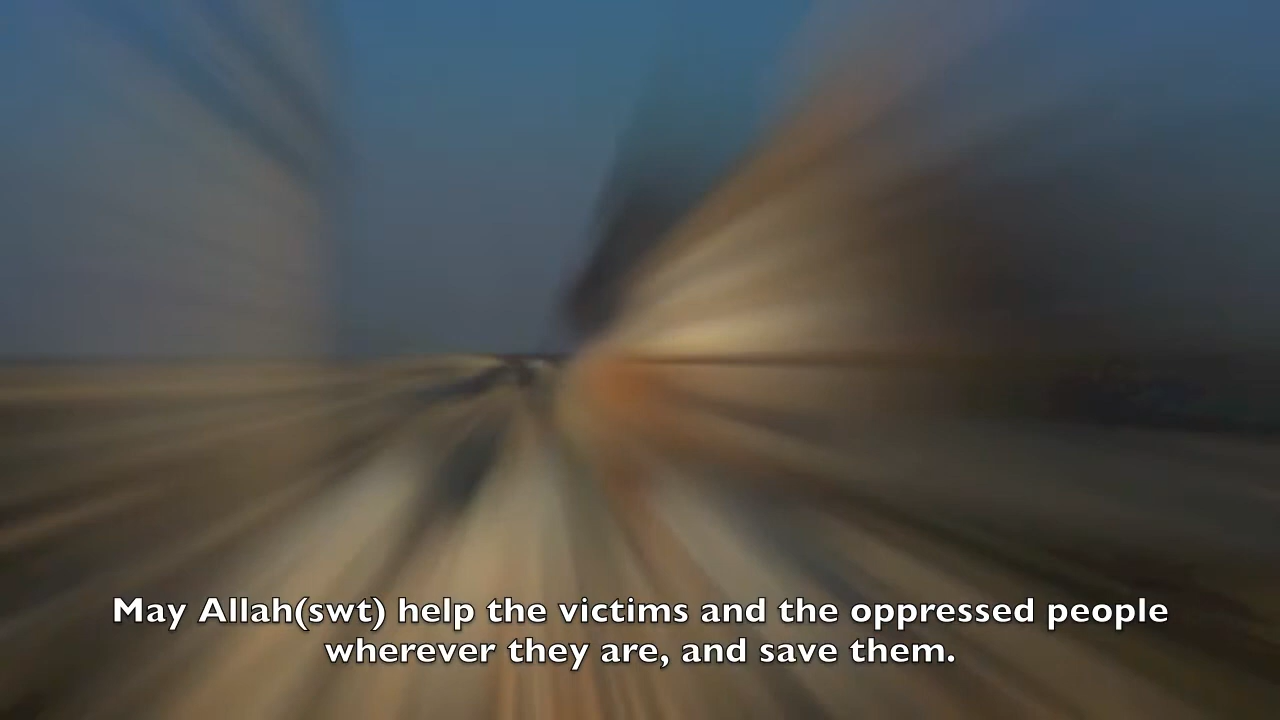 May Allah(swt) help the victims and the oppressed people
wherever they are, and save them.